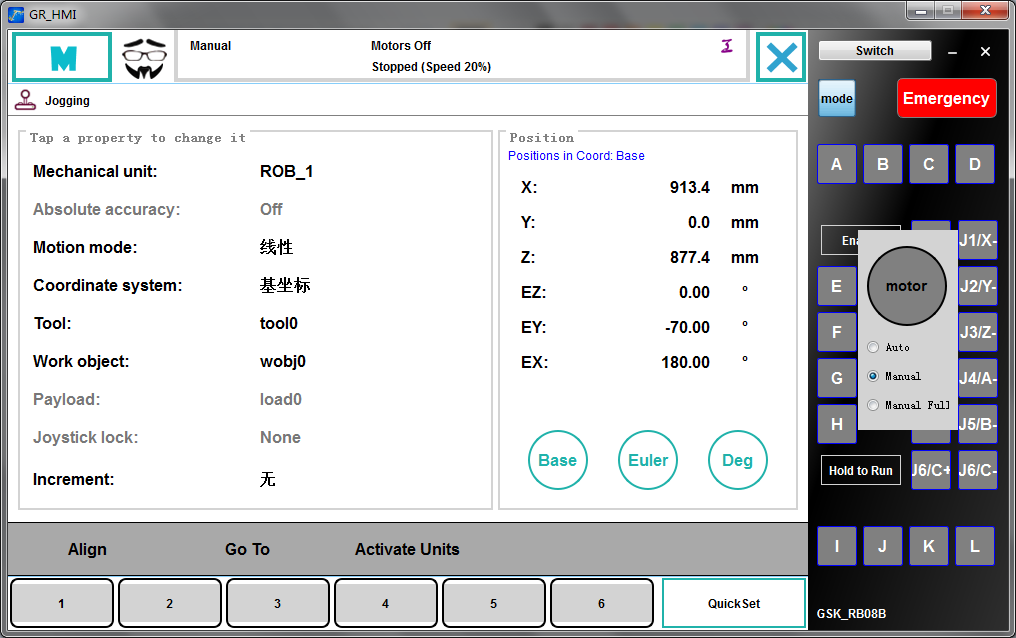 GR_HMI
M
Manual
Motors Off
Stopped (Speed 20%)
Jogging
Tap a property to change it
Mechanical unit: ROB_1
Absolute accuracy: Off
Motion mode: 线性
Coordinate system: 基坐标
Tool: tool0
Work object: wobj0
Payload: load0
Joystick lock: None
Increment: 无
Position
Positions in Coord: Base
X: 913.4 mm
Y: 0.0 mm
Z: 877.4 mm
EZ: 0.00 °
EY: -70.00 °
EX: 180.00 °
Base Euler Deg
Align Go To Activate Units
1 2 3 4 5 6 QuickSet
Switch
mode Emergency
A B C D
J1/X-
E motor J2/Y-
F J3/Z-
Auto
G Manual J4/A-
Manual Full
H J5/B-
Hold to Run J6/C+ J6/C-
I J K L
GSK_RB08B